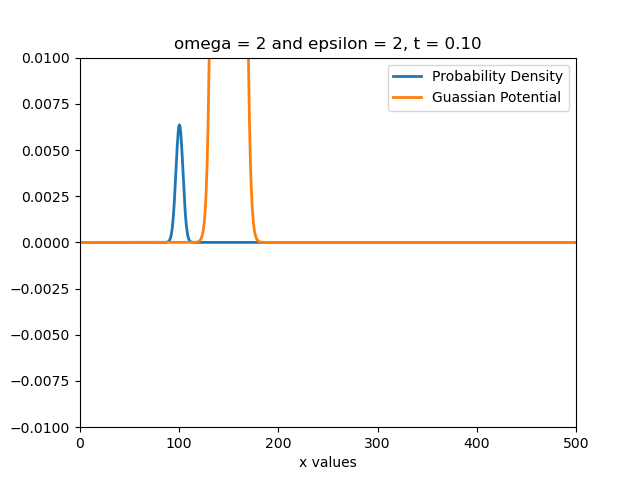 omega = 2 and epsilon = 2, t = 0.10
Probability Density
Guassian Potential
0.0100
0.0075
0.0050
0.0025
0.0000
−0.0025
−0.0050
−0.0075
−0.0100
0 100 200 300 400 500
x values